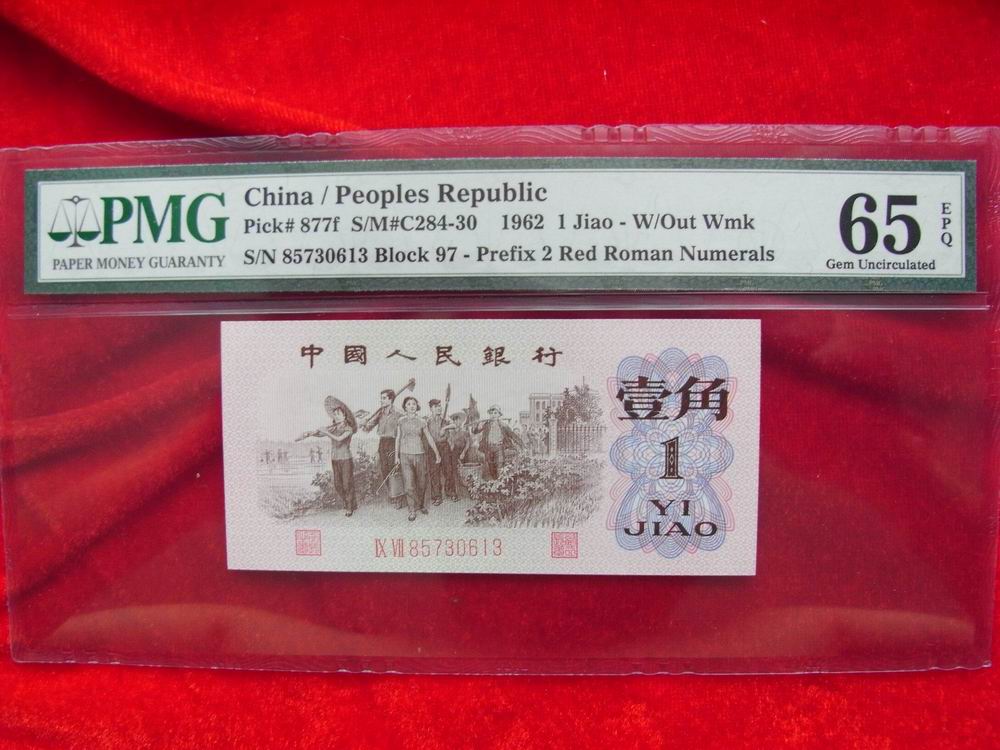 PMG
PAPER MONEY GUARANTY
China / Peoples Republic
Pick# 877f S/M#C284-30 1962 1 Jiao - W/Out Wmk
S/N 85730613 Block 97 - Prefix 2 Red Roman Numerals
65
EPQ
Gem Uncirculated
中國人民銀行
壹角
1
YI
JIAO
IX VII 85730613